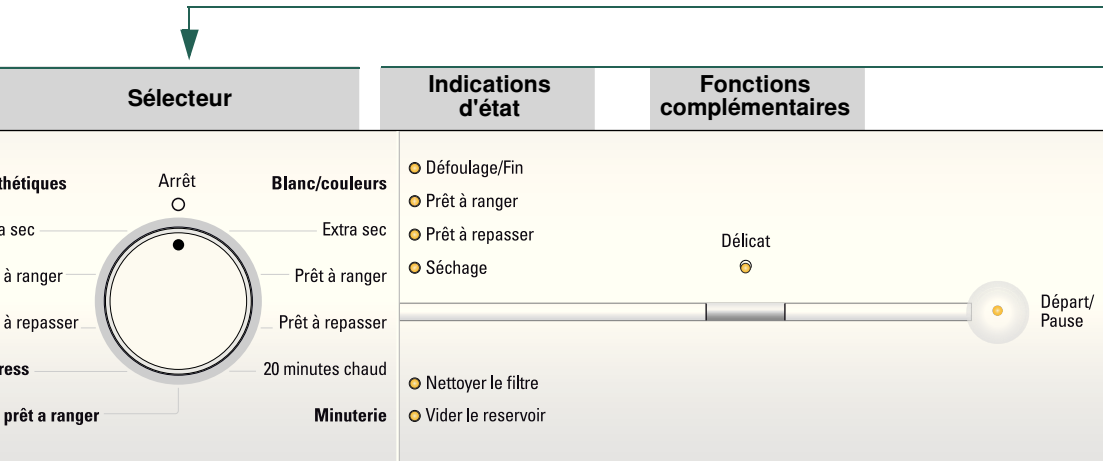 Sélecteur
Indications
d'état
Fonctions
complémentaires
thétiques
a sec
à ranger
à repasser
ress
prêt a ranger
Arrêt
Blanc/couleurs
Extra sec
Prêt à ranger
Prêt à repasser
20 minutes chaud
Minuterie
Défoulage/Fin
Prêt à ranger
Prêt à repasser
Séchage
Nettoyer le filtre
Vider le reservoir
Délicat
Départ/
Pause